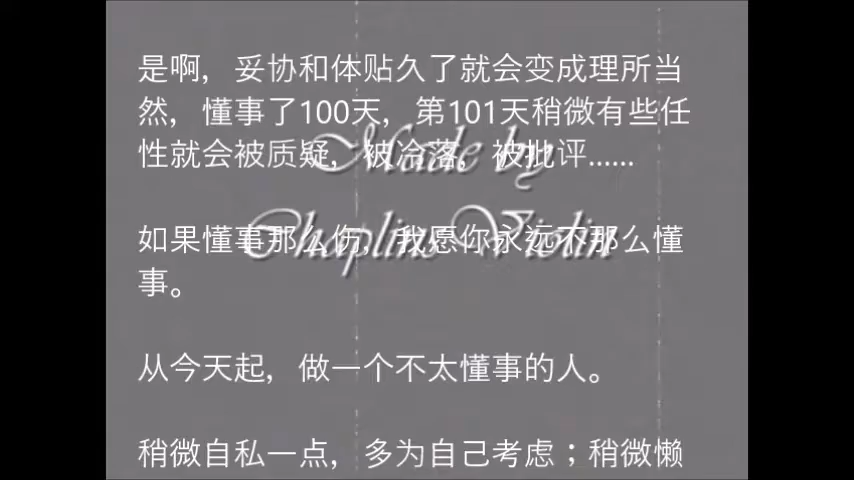 是啊，妥协和体贴久了就会变成理所当
然，懂事了100天，第101天稍微有些任
性就会被质疑，被冷落，被批评......
Made by
如果懂事那么伤，我愿你永远不那么懂
ChaplinsViolin
事。
从今天起，做一个不太懂事的人。
稍微自私一点，多为自己考虑；稍微懒